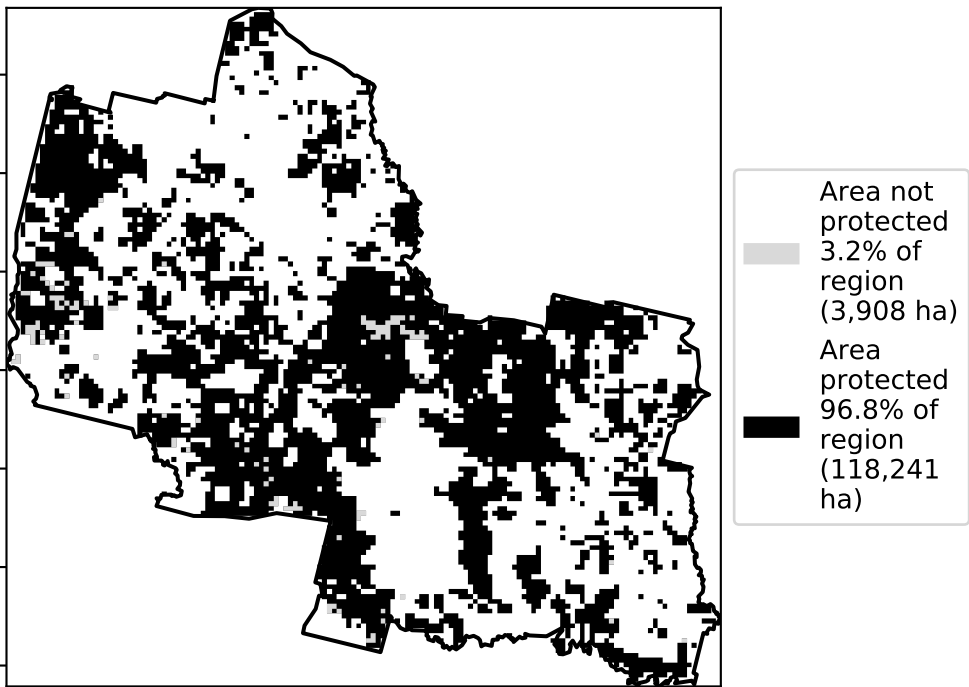 Area not
protected
3.2% of
region
(3,908 ha)
Area
protected
96.8% of
region
(118,241
ha)